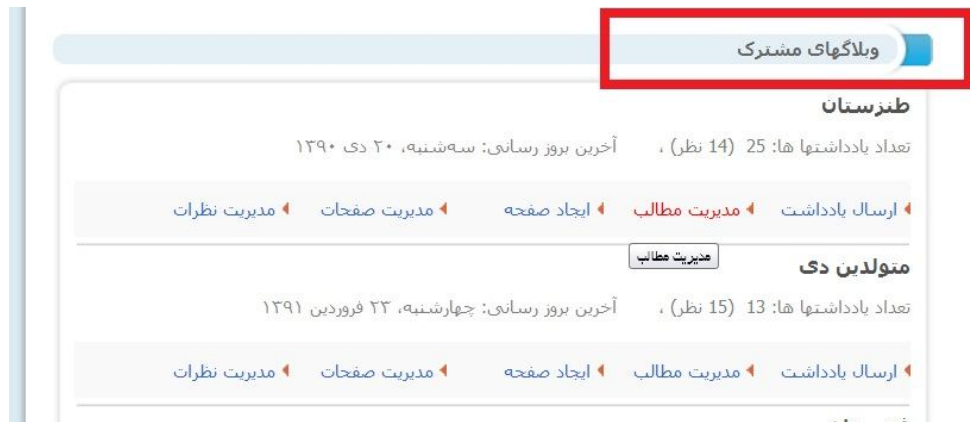 وبلاگهای مشترک
طنزستان
تعداد یادداشتها ها: 25 (14 نظر) ، آخرین بروز رسانی: سه‌شنبه، ۲۰ دی ۱۳۹۰
ارسال یادداشت مدیریت مطالب ایجاد صفحه مدیریت صفحات مدیریت نظرات
مدیریت مطالب
متولدین دی
تعداد یادداشتها ها: 13 (15 نظر) ، آخرین بروز رسانی: چهارشنبه، ۲۳ فروردین ۱۳۹۱
ارسال یادداشت مدیریت مطالب ایجاد صفحه مدیریت صفحات مدیریت نظرات